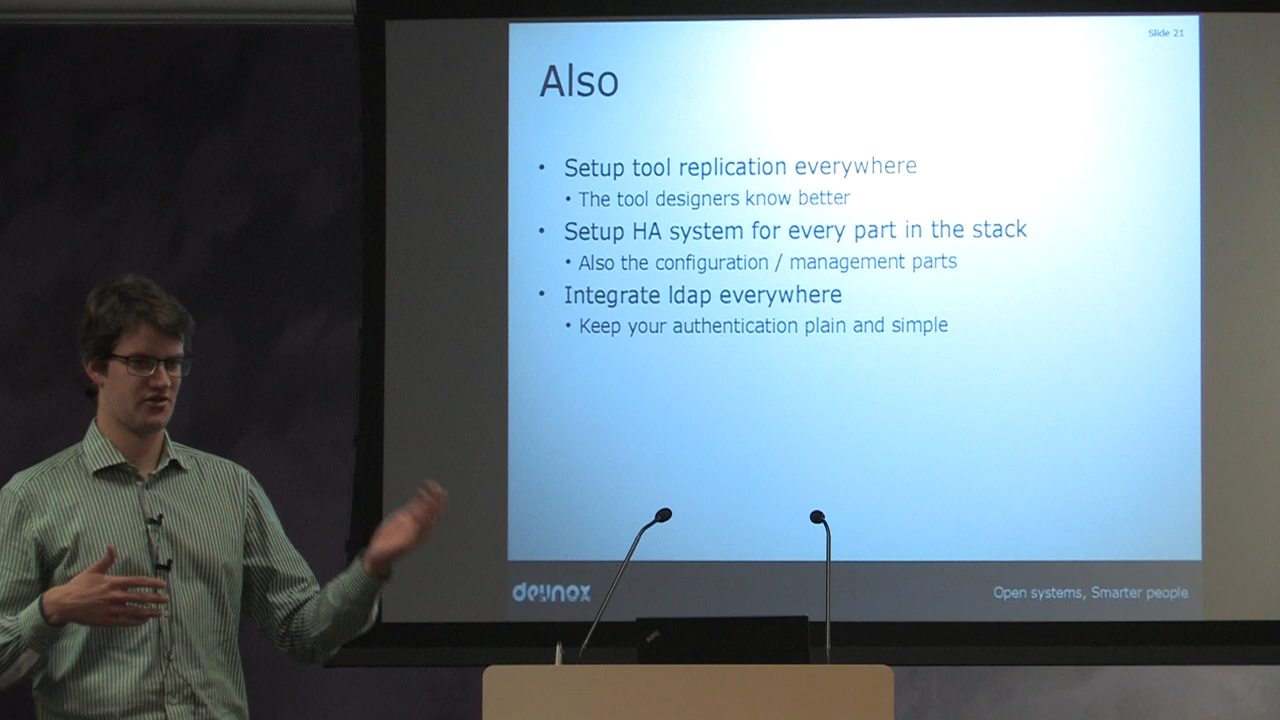 Slide 21
Also
• Setup tool replication everywhere
• The tool designers know better
• Setup HA system for every part in the stack
• Also the configuration / management parts
• Integrate ldap everywhere
• Keep your authentication plain and simple
Open systems, Smarter people